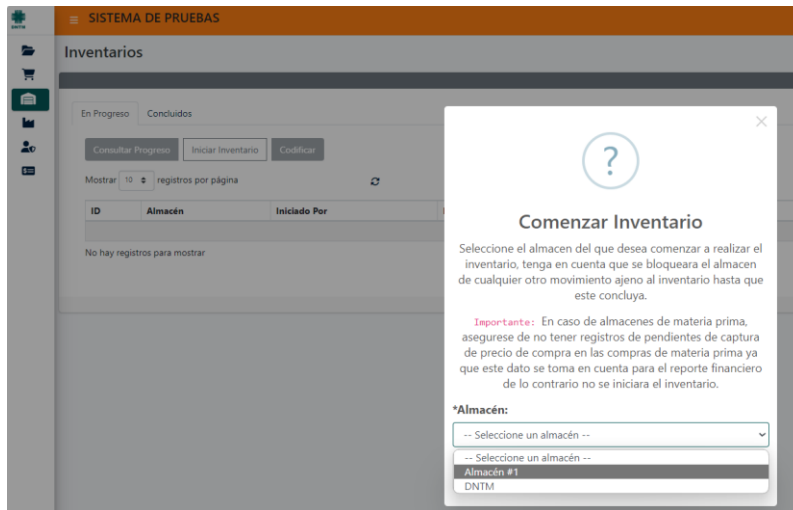 DNTM
≡ SISTEMA DE PRUEBAS
Inventarios
En Progreso Concluidos
Consultar Progreso Iniciar Inventario Codificar
Mostrar 10 registros por página
ID Almacén Iniciado Por
No hay registros para mostrar
×
?
Comenzar Inventario
Seleccione el almacen del que desea comenzar a realizar el
inventario, tenga en cuenta que se bloqueara el almacen
de cualquier otro movimiento ajeno al inventario hasta que
este concluya.
Importante: En caso de almacenes de materia prima,
asegurese de no tener registros de pendientes de captura
de precio de compra en las compras de materia prima ya
que este dato se toma en cuenta para el reporte financiero
de lo contrario no se iniciara el inventario.
*Almacén:
-- Seleccione un almacén --
-- Seleccione un almacén --
Almacén #1
DNTM